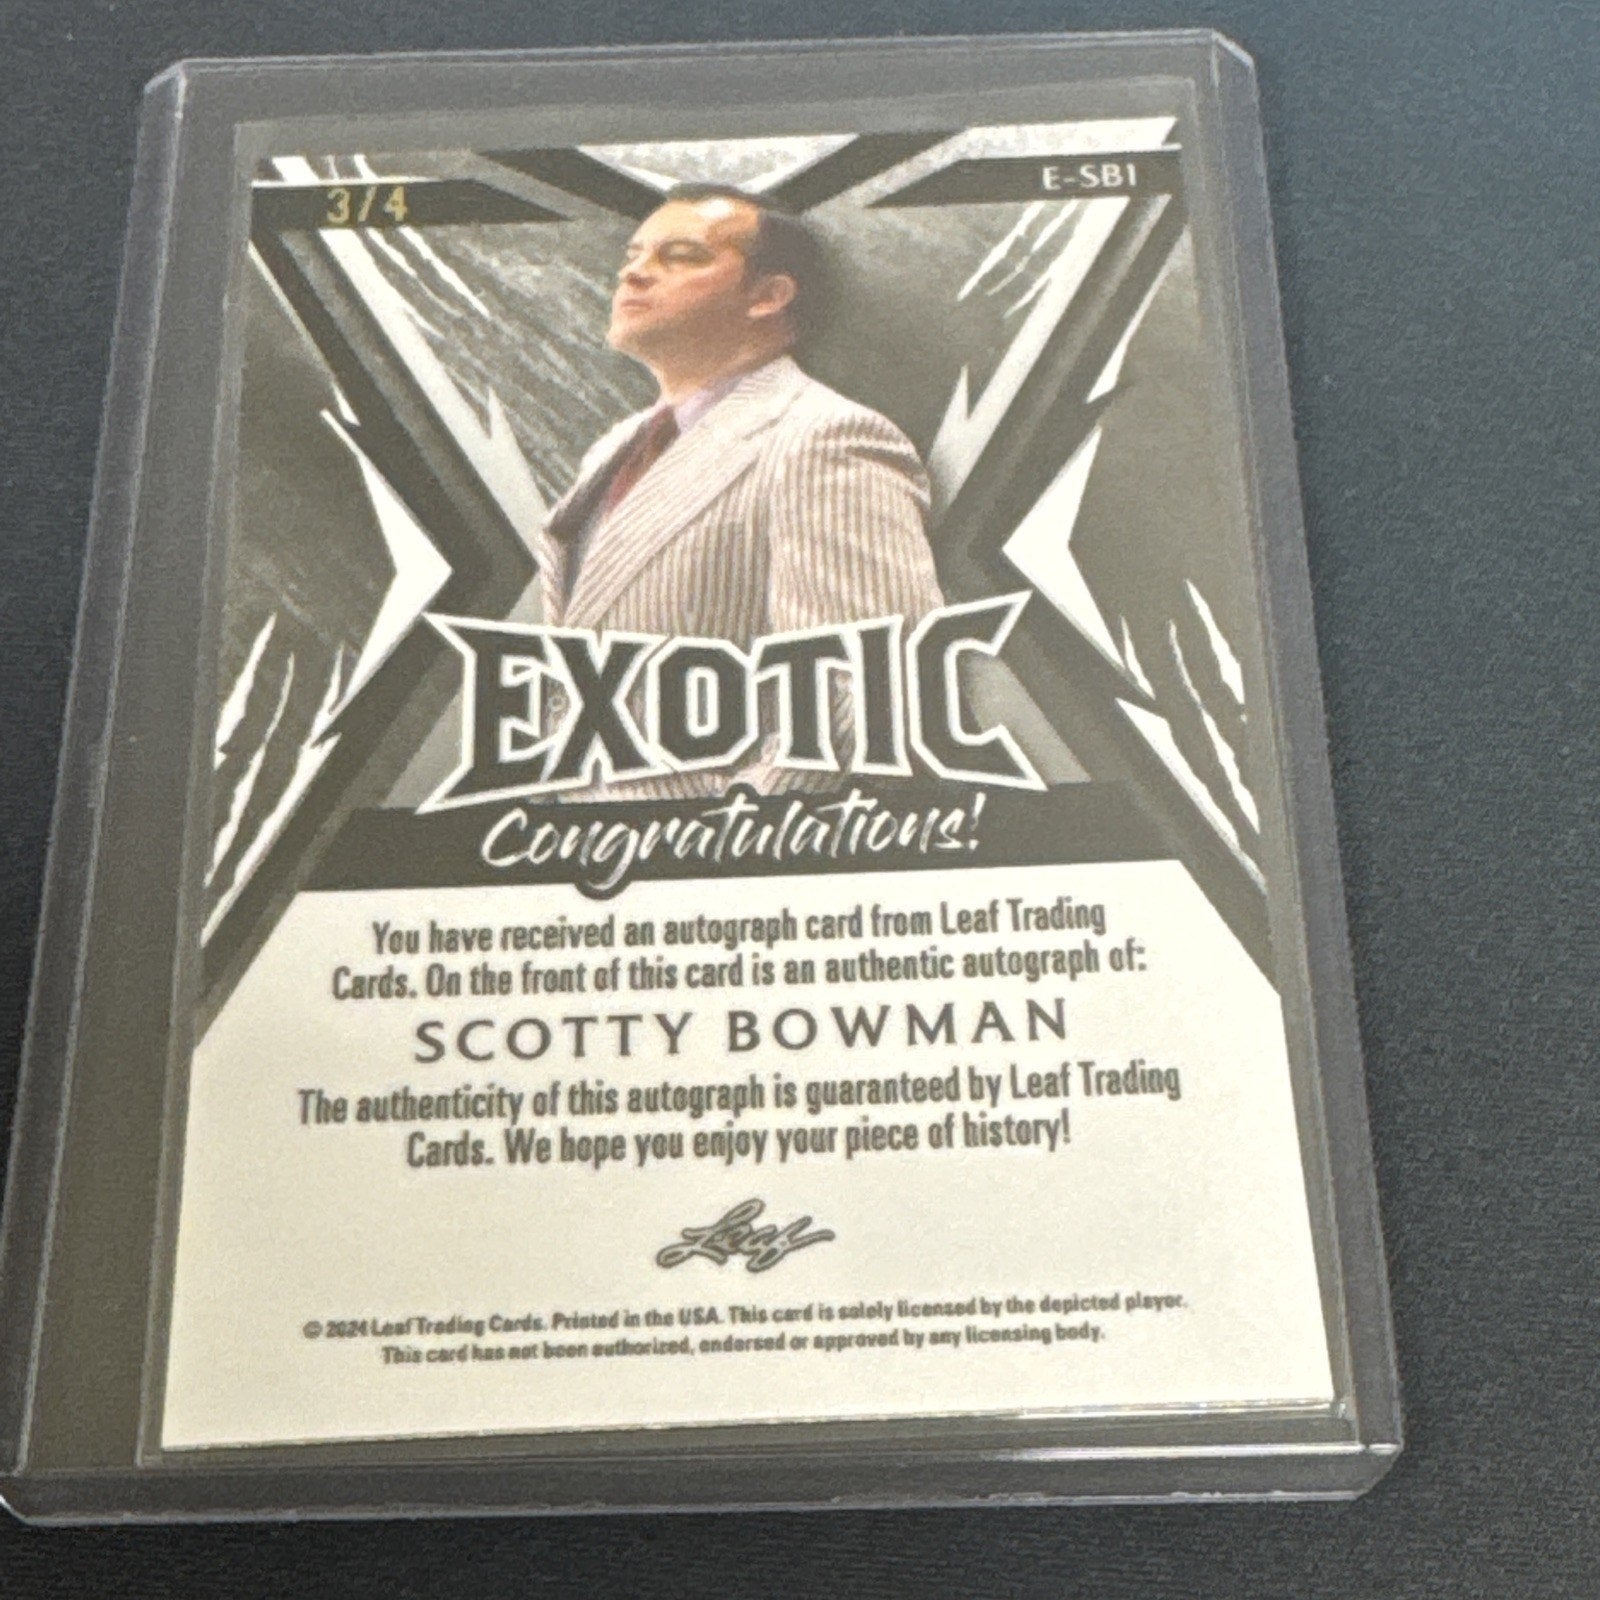 3/4
E-SB1
EXOTIC
Congratulations!
You have received an autograph card from Leaf Trading
Cards. On the front of this card is an authentic autograph of:
SCOTTY BOWMAN
The authenticity of this autograph is guaranteed by Leaf Trading
Cards. We hope you enjoy your piece of history!
Leaf
© 2024 Leaf Trading Cards. Printed in the USA. This card is solely licensed by the depicted player.
This card has not been authorized, endorsed or approved by any licensing body.